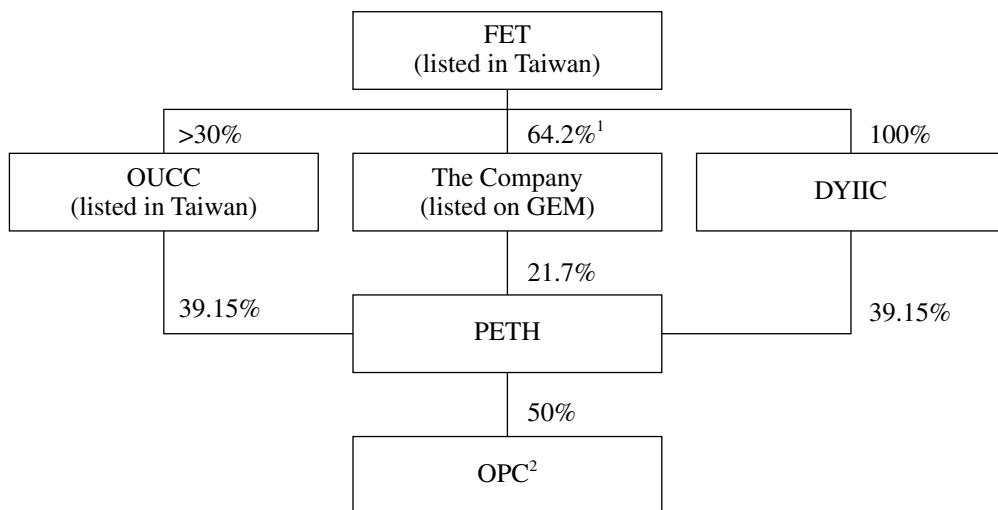 FET
(listed in Taiwan)
>30%
64.2%¹
100%
OUCC
(listed in Taiwan)
The Company
(listed on GEM)
DYIIC
21.7%
39.15%
39.15%
PETH
50%
OPC²